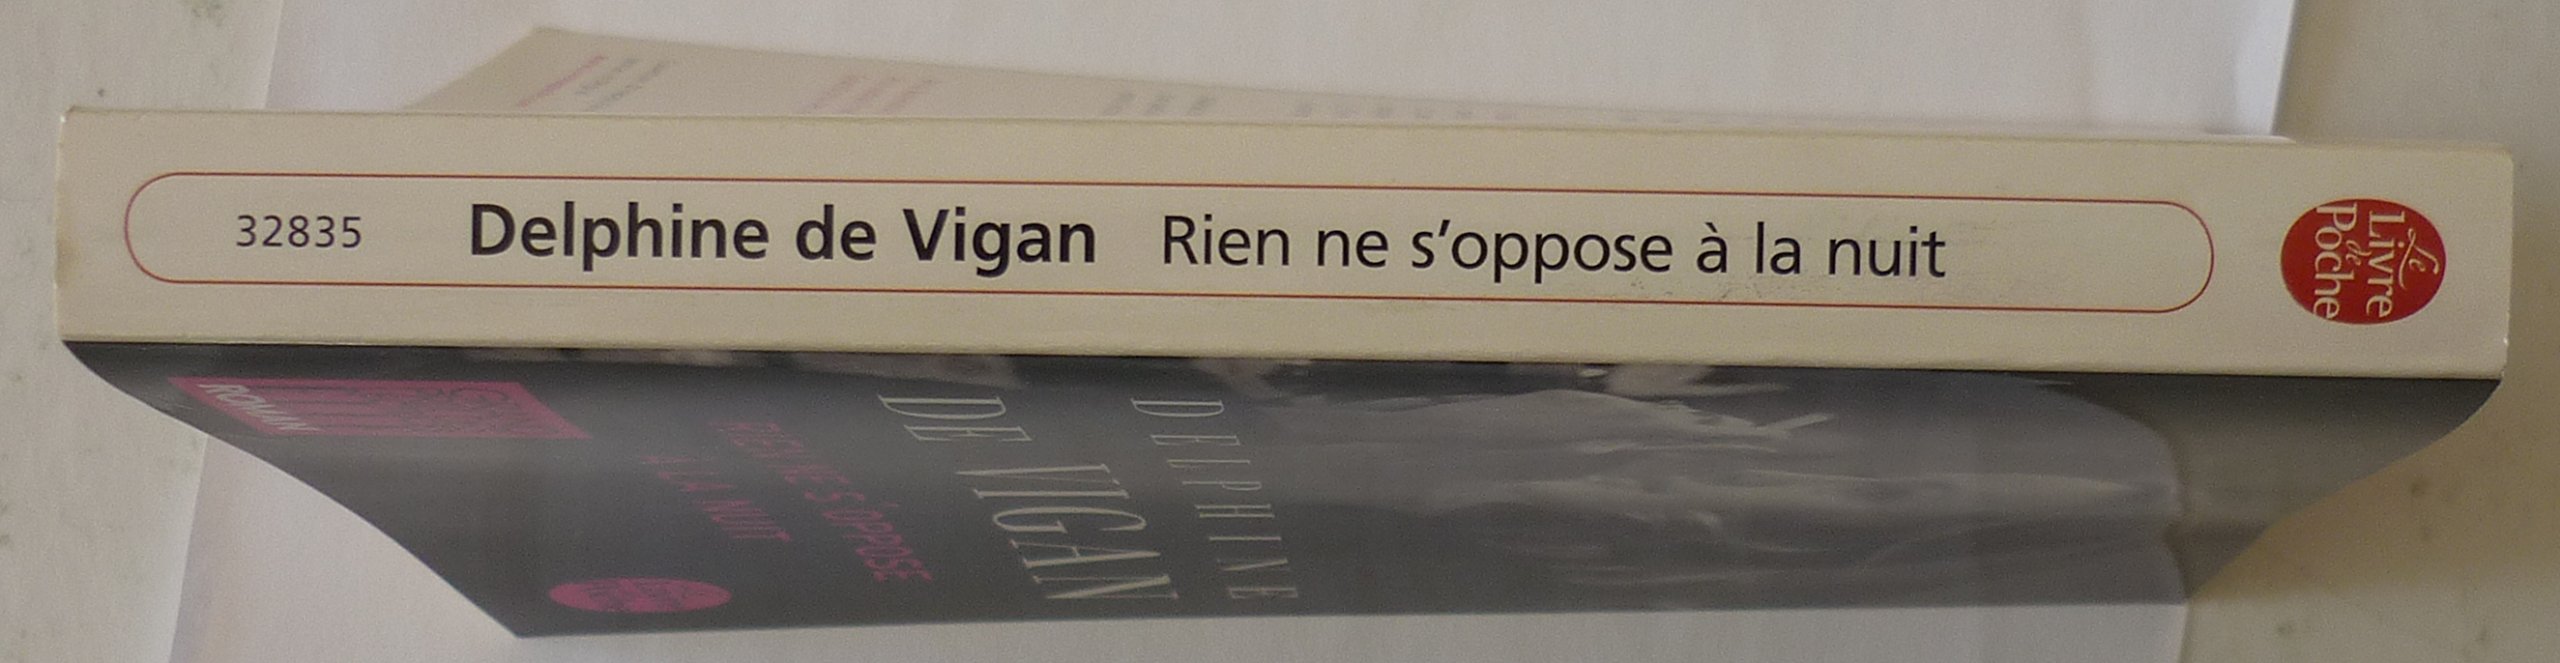 32835 Delphine de Vigan Rien ne s'oppose à la nuit
Le
Livre
de
Poche
DELPHINE
DE VIGAN
RIEN NE S'OPPOSE
À LA NUIT
ROMAN